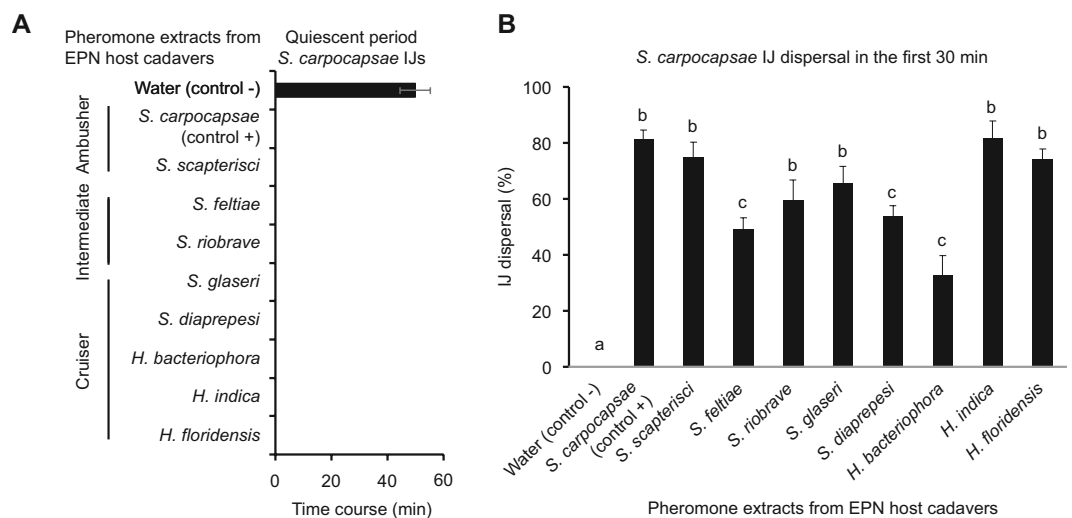 A
Pheromone extracts from
EPN host cadavers
Quiescent period
S. carpocapsae IJs
Water (control -)
Ambusher
S. carpocapsae
(control +)
S. scapterisci
Intermediate
S. feltiae
S. riobrave
Cruiser
S. glaseri
S. diaprepesi
H. bacteriophora
H. indica
H. floridensis
0 20 40 60
Time course (min)
B
S. carpocapsae IJ dispersal in the first 30 min
IJ dispersal (%)
100
80
60
40
20
0
a b b c b b c c b b
Water (control -)
S. carpocapsae
(control +)
S. scapterisci
S. feltiae
S. riobrave
S. glaseri
S. diaprepesi
H. bacteriophora
H. indica
H. floridensis
Pheromone extracts from EPN host cadavers